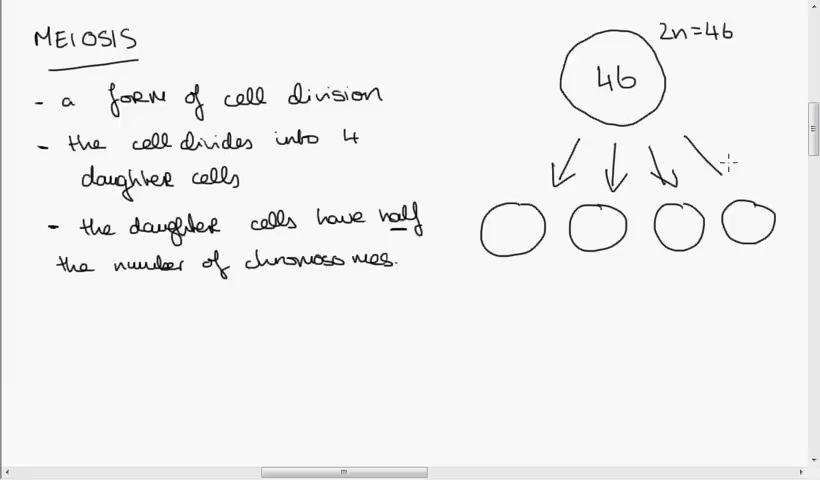 MEIOSIS
2n=46
46
- a form of cell division
- the cell divides into 4
daughter cells
- the daughter cells have half
the number of chromosomes.